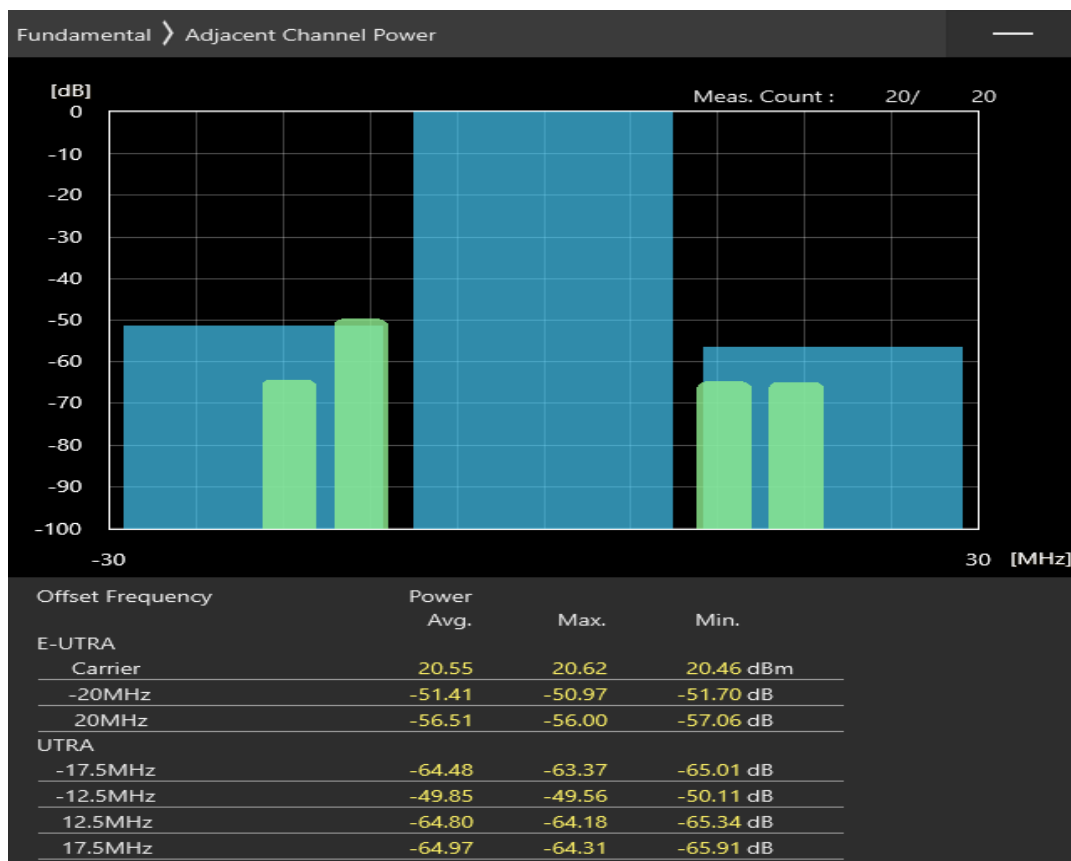 Fundamental ❯ Adjacent Channel Power
[dB]
Meas. Count : 20/ 20
0
-10
-20
-30
-40
-50
-60
-70
-80
-90
-100
-30 30 [MHz]
Offset Frequency Power
Avg. Max. Min.
E-UTRA
Carrier 20.55 20.62 20.46 dBm
-20MHz -51.41 -50.97 -51.70 dB
20MHz -56.51 -56.00 -57.06 dB
UTRA
-17.5MHz -64.48 -63.37 -65.01 dB
-12.5MHz -49.85 -49.56 -50.11 dB
12.5MHz -64.80 -64.18 -65.34 dB
17.5MHz -64.97 -64.31 -65.91 dB